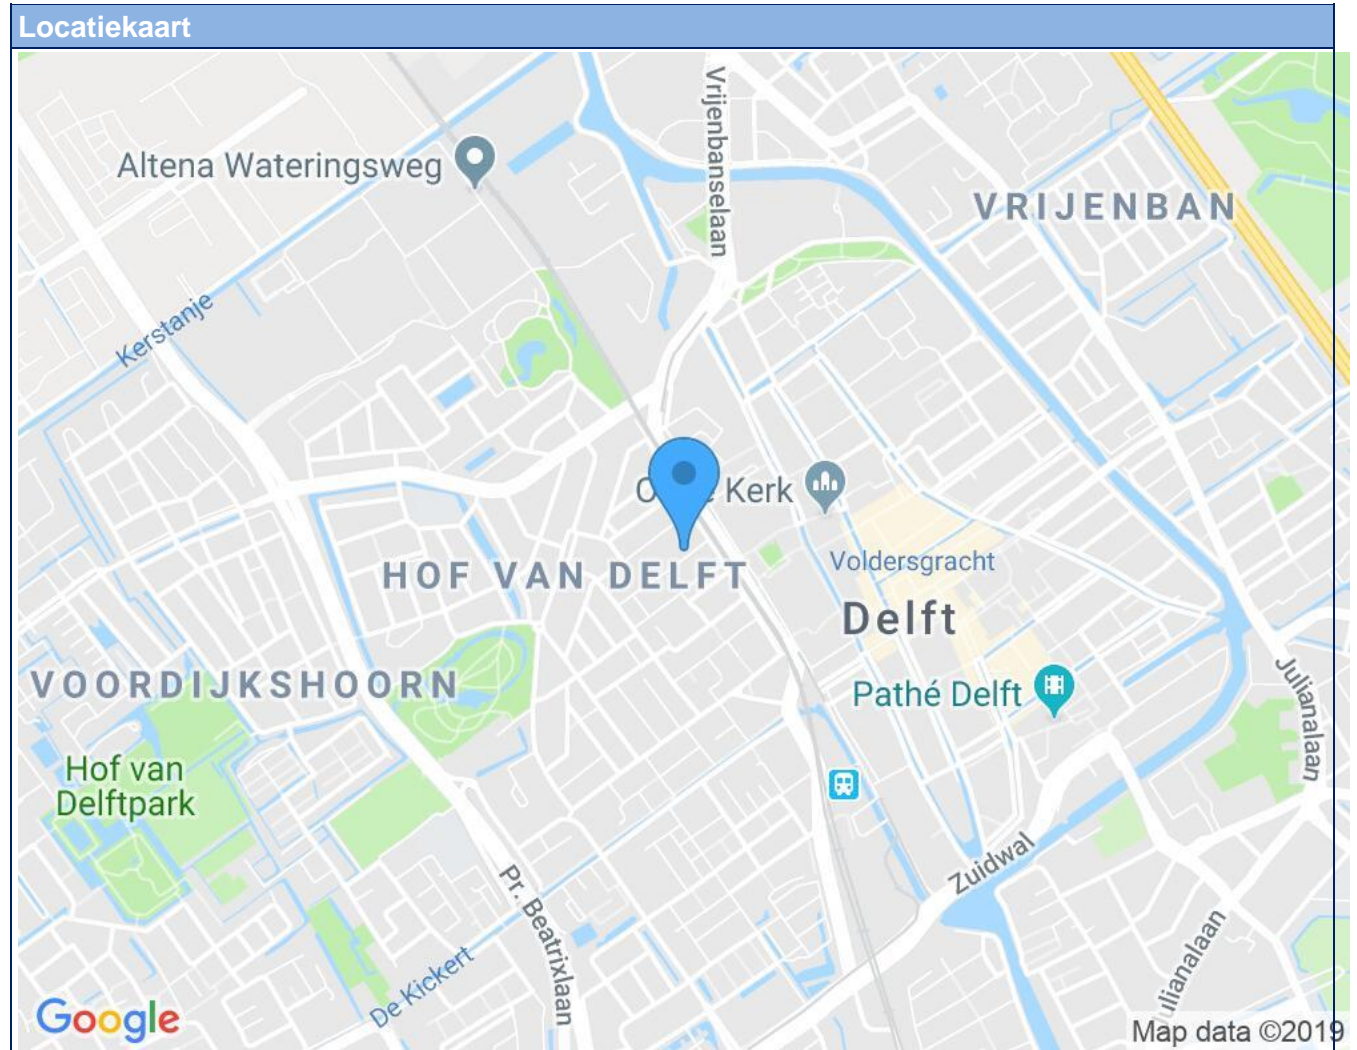 Locatiekaart
Vrijenbanselaan
Altena Wateringsweg
VRIJENBAN
Kerstanje
Kerk
HOF VAN DELFT
Voldersgracht
Delft
VOORDIJKSHOORN
Pathé Delft
Julianalaan
Hof van
Delftpark
Zuidwal
Pr. Beatrixlaan
De Kickert
ulianalaan
Google
Map data ©2019